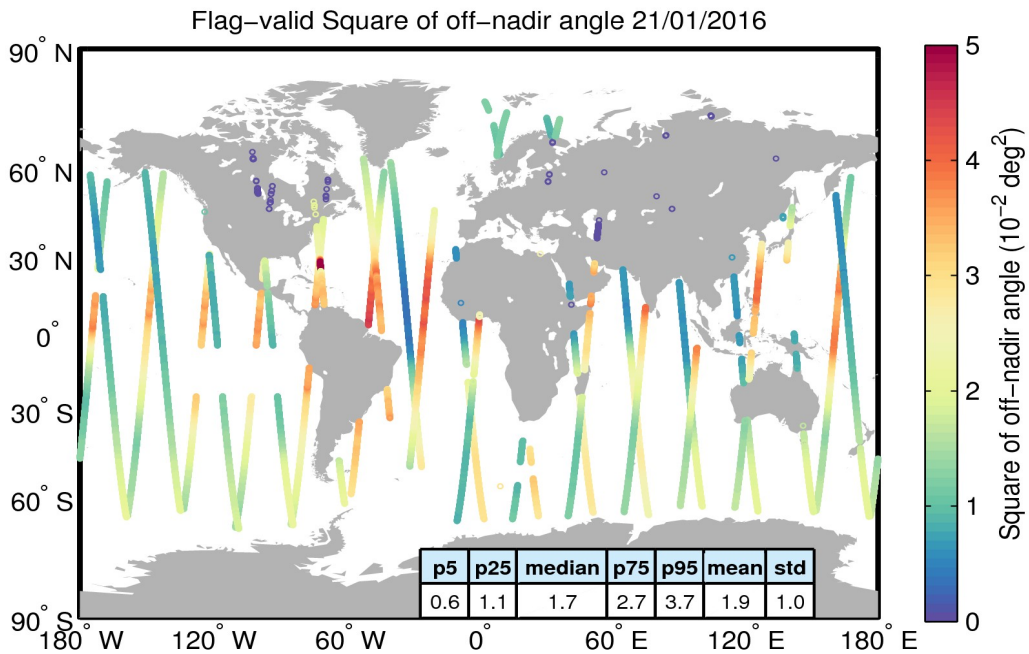 Flag−valid Square of off−nadir angle 21/01/2016
90° N
60° N
30° N
0°
30° S
60° S
90° S
180° W
120° W
60° W
0°
60° E
120° E
180° E
p5 p25 median p75 p95 mean std
0.6 1.1 1.7 2.7 3.7 1.9 1.0
5
4
3
2
1
0
Square of off−nadir angle (10⁻² deg²)